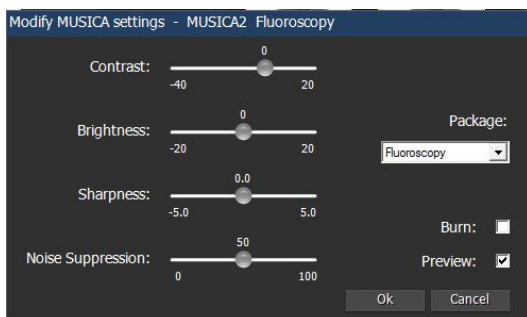 Modify MUSICA settings - MUSICA2 Fluoroscopy
Contrast:
0
-40 20
Brightness:
0
-20 20
Package:
Fluoroscopy
Sharpness:
0.0
-5.0 5.0
Burn:
Noise Suppression:
50
0 100
Preview:
Ok Cancel